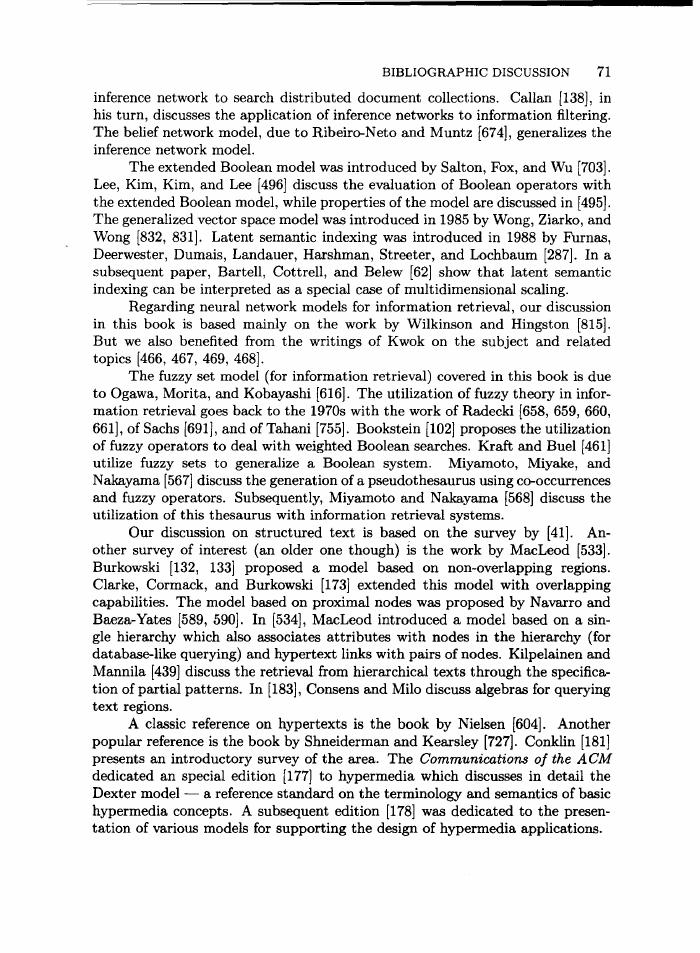 BIBLIOGRAPHIC DISCUSSION 71
inference network to search distributed document collections. Callan [138], in
his turn, discusses the application of inference networks to information filtering.
The belief network model, due to Ribeiro-Neto and Muntz [674], generalizes the
inference network model.
The extended Boolean model was introduced by Salton, Fox, and Wu [703].
Lee, Kim, Kim, and Lee [496] discuss the evaluation of Boolean operators with
the extended Boolean model, while properties of the model are discussed in [495].
The generalized vector space model was introduced in 1985 by Wong, Ziarko, and
Wong [832, 831]. Latent semantic indexing was introduced in 1988 by Furnas,
Deerwester, Dumais, Landauer, Harshman, Streeter, and Lochbaum [287]. In a
subsequent paper, Bartell, Cottrell, and Belew [62] show that latent semantic
indexing can be interpreted as a special case of multidimensional scaling.
Regarding neural network models for information retrieval, our discussion
in this book is based mainly on the work by Wilkinson and Hingston [815].
But we also benefited from the writings of Kwok on the subject and related
topics [466, 467, 469, 468].
The fuzzy set model (for information retrieval) covered in this book is due
to Ogawa, Morita, and Kobayashi [616]. The utilization of fuzzy theory in infor-
mation retrieval goes back to the 1970s with the work of Radecki [658, 659, 660,
661], of Sachs [691], and of Tahani [755]. Bookstein [102] proposes the utilization
of fuzzy operators to deal with weighted Boolean searches. Kraft and Buel [461]
utilize fuzzy sets to generalize a Boolean system. Miyamoto, Miyake, and
Nakayama [567] discuss the generation of a pseudothesaurus using co-occurrences
and fuzzy operators. Subsequently, Miyamoto and Nakayama [568] discuss the
utilization of this thesaurus with information retrieval systems.
Our discussion on structured text is based on the survey by [41]. An-
other survey of interest (an older one though) is the work by MacLeod [533].
Burkowski [132, 133] proposed a model based on non-overlapping regions.
Clarke, Cormack, and Burkowski [173] extended this model with overlapping
capabilities. The model based on proximal nodes was proposed by Navarro and
Baeza-Yates [589, 590]. In [534], MacLeod introduced a model based on a sin-
gle hierarchy which also associates attributes with nodes in the hierarchy (for
database-like querying) and hypertext links with pairs of nodes. Kilpelainen and
Mannila [439] discuss the retrieval from hierarchical texts through the specifica-
tion of partial patterns. In [183], Consens and Milo discuss algebras for querying
text regions.
A classic reference on hypertexts is the book by Nielsen [604]. Another
popular reference is the book by Shneiderman and Kearsley [727]. Conklin [181]
presents an introductory survey of the area. The Communications of the ACM
dedicated an special edition [177] to hypermedia which discusses in detail the
Dexter model — a reference standard on the terminology and semantics of basic
hypermedia concepts. A subsequent edition [178] was dedicated to the presen-
tation of various models for supporting the design of hypermedia applications.